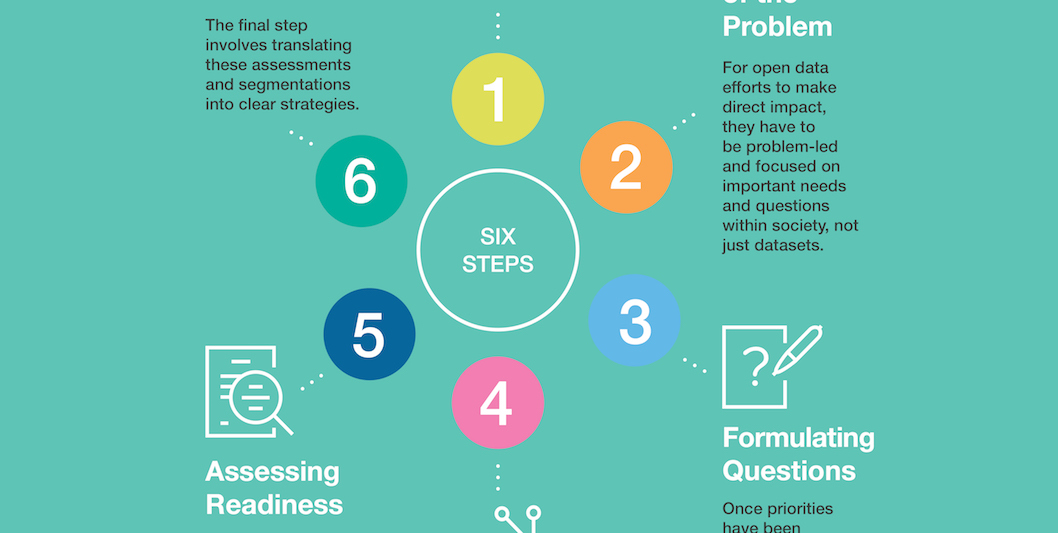 The final step
involves translating
these assessments
and segmentations
into clear strategies.
1
of the
Problem
For open data
efforts to make
direct impact,
they have to
be problem-led
and focused on
important needs
and questions
within society, not
just datasets.
2
6
SIX
STEPS
3
5
4
?
Formulating
Questions
Once priorities
have been
Assessing
Readiness